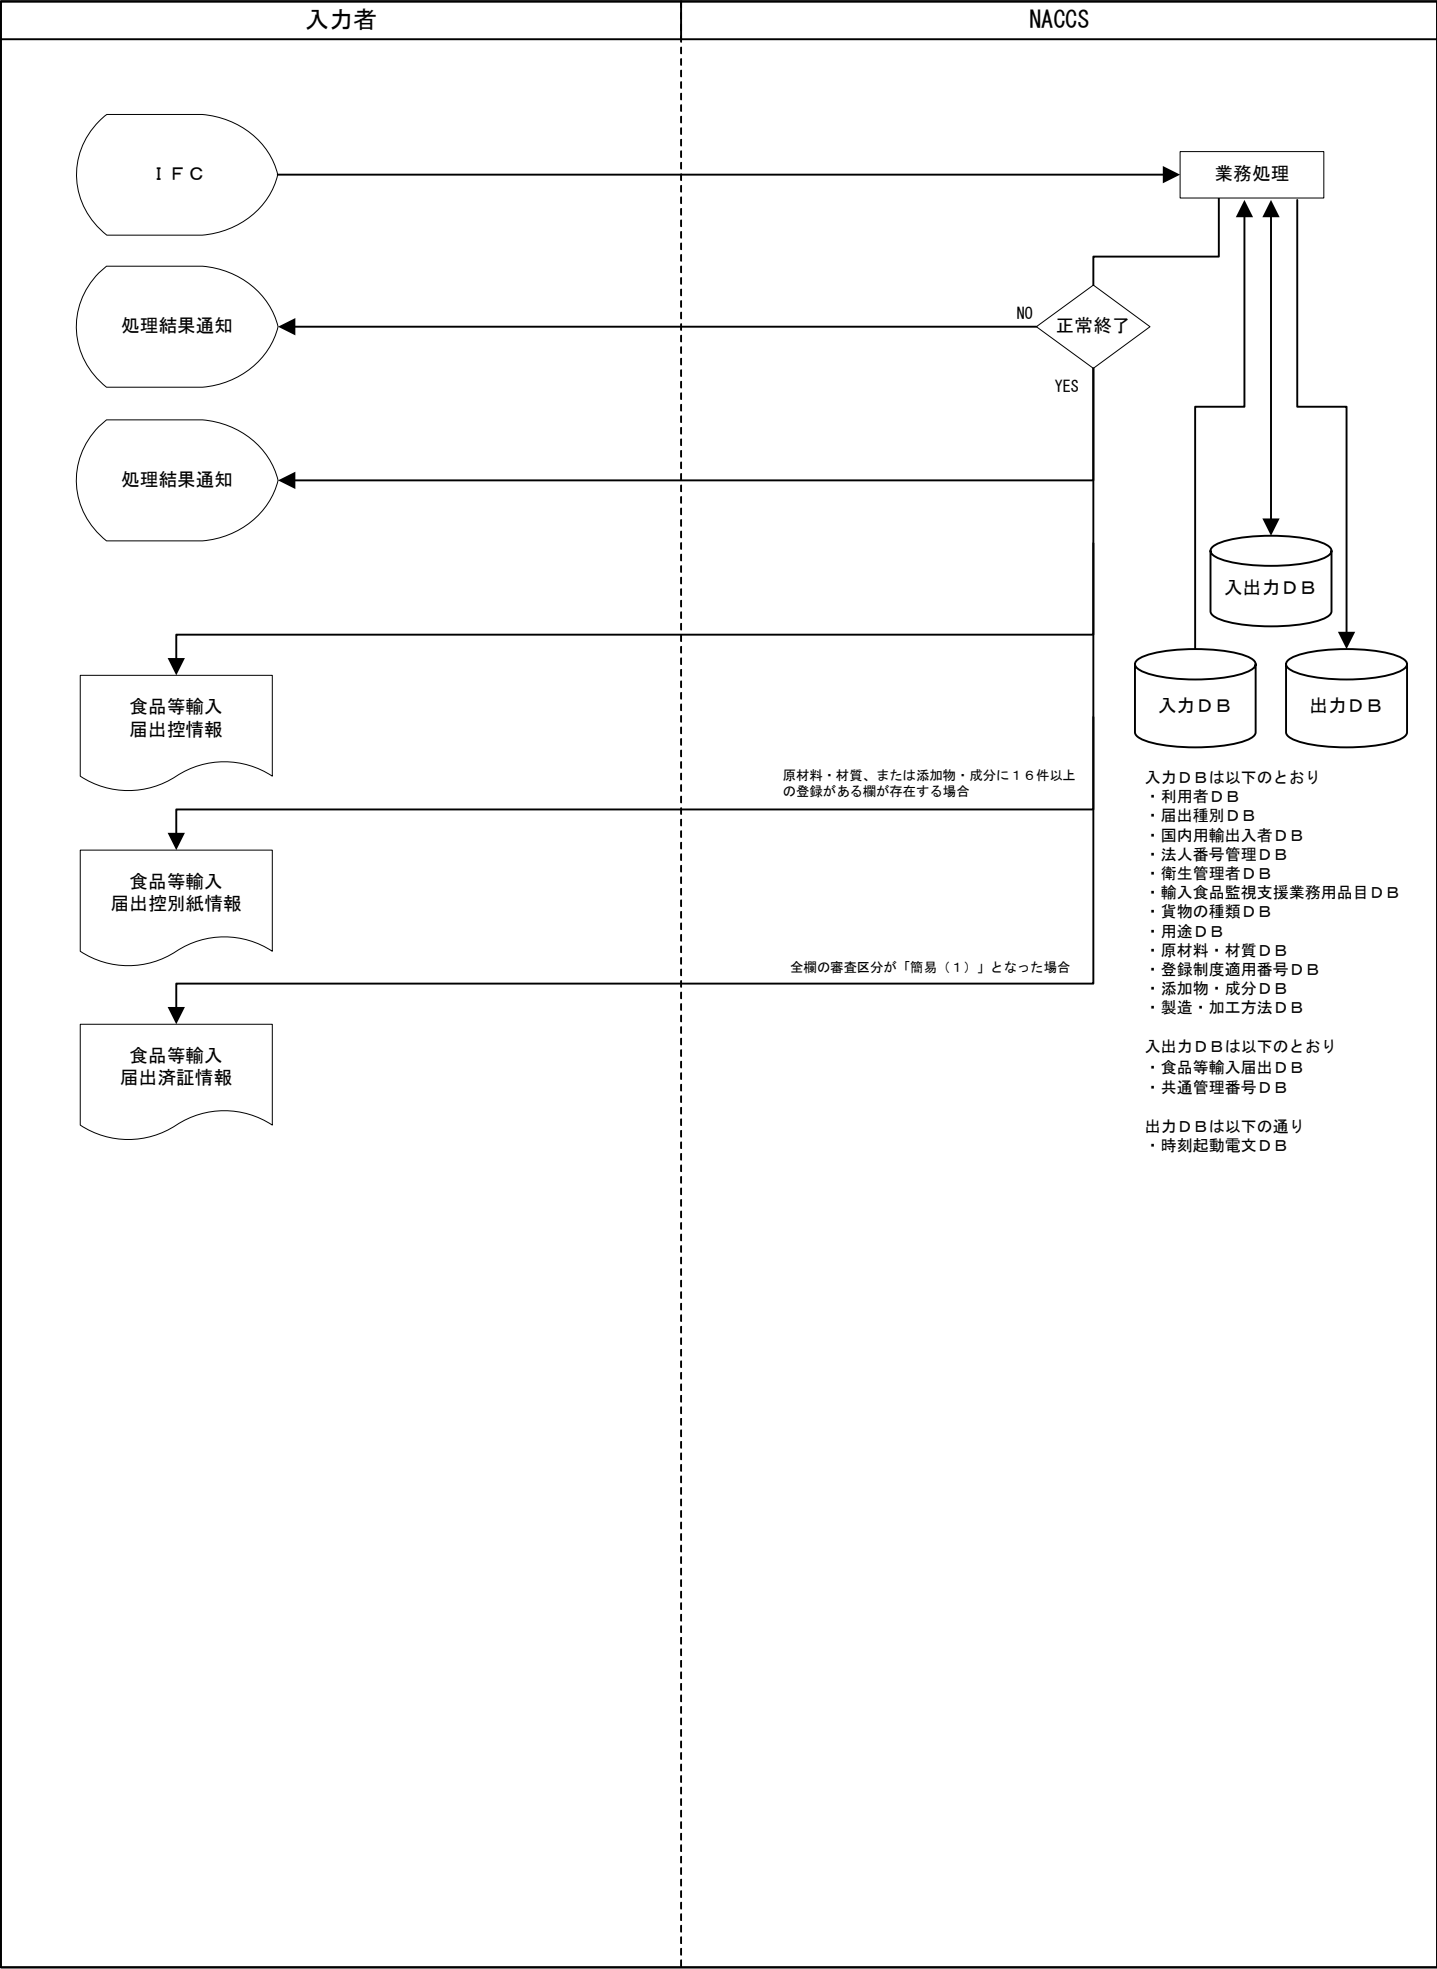 入力者
NACCS
ＩＦＣ
業務処理
処理結果通知
NO
正常終了
YES
処理結果通知
入出力ＤＢ
入力ＤＢ
出力ＤＢ
食品等輸入
届出控情報
原材料・材質、または添加物・成分に１６件以上
の登録がある欄が存在する場合
食品等輸入
届出控別紙情報
全欄の審査区分が「簡易（１）」となった場合
食品等輸入
届出済証情報
入力ＤＢは以下のとおり
・利用者ＤＢ
・届出種別ＤＢ
・国内用輸出入者ＤＢ
・法人番号管理ＤＢ
・衛生管理者ＤＢ
・輸入食品監視支援業務用品目ＤＢ
・貨物の種類ＤＢ
・用途ＤＢ
・原材料・材質ＤＢ
・登録制度適用番号ＤＢ
・添加物・成分ＤＢ
・製造・加工方法ＤＢ
入出力ＤＢは以下のとおり
・食品等輸入届出ＤＢ
・共通管理番号ＤＢ
出力ＤＢは以下の通り
・時刻起動電文ＤＢ